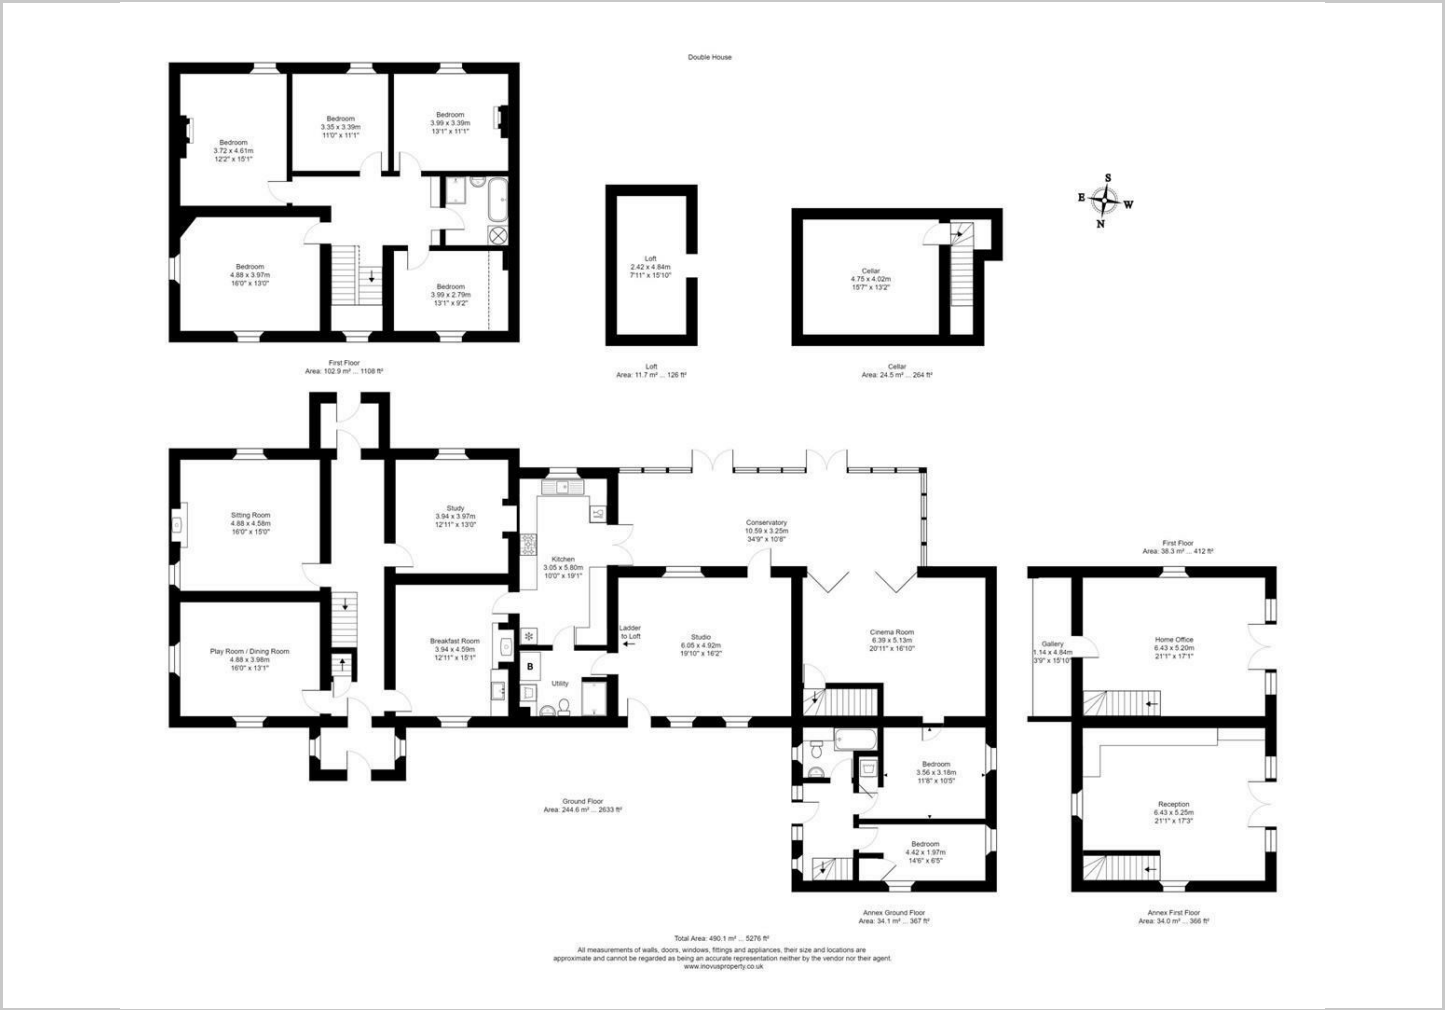 Double House
Bedroom
3.72 x 4.61m
12'2" x 15'1"
Bedroom
3.35 x 3.39m
11'0" x 11'1"
Bedroom
3.99 x 3.39m
13'1" x 11'1"
Bedroom
4.88 x 3.97m
16'0" x 13'0"
Bedroom
3.99 x 2.79m
13'1" x 9'2"
First Floor
Area: 102.9 m² ... 1108 ft²
Loft
2.42 x 4.84m
7'11" x 15'10"
Loft
Area: 11.7 m² ... 126 ft²
Cellar
4.75 x 4.02m
15'7" x 13'2"
Cellar
Area: 24.5 m² ... 264 ft²
S
E
W
N
Sitting Room
4.88 x 4.58m
16'0" x 15'0"
Study
3.94 x 3.97m
12'11" x 13'0"
Kitchen
3.05 x 5.80m
10'0" x 19'1"
Conservatory
10.59 x 3.25m
34'9" x 10'8"
Play Room / Dining Room
4.88 x 3.98m
16'0" x 13'1"
Breakfast Room
3.94 x 4.59m
12'11" x 15'1"
B
Utility
Ladder
to Loft
Studio
6.05 x 4.92m
19'10" x 16'2"
Cinema Room
6.39 x 5.13m
20'11" x 16'10"
Ground Floor
Area: 244.6 m² ... 2633 ft²
Bedroom
3.56 x 3.18m
11'8" x 10'5"
Bedroom
4.42 x 1.97m
14'6" x 6'5"
Annex Ground Floor
Area: 34.1 m² ... 367 ft²
First Floor
Area: 38.3 m² ... 412 ft²
Gallery
1.14 x 4.84m
3'9" x 15'10"
Home Office
6.43 x 5.20m
21'1" x 17'1"
Reception
6.43 x 5.25m
21'1" x 17'3"
Annex First Floor
Area: 34.0 m² ... 366 ft²
Total Area: 490.1 m² ... 5276 ft²
All measurements of walls, doors, windows, fittings and appliances, their size and locations are
approximate and cannot be regarded as being an accurate representation neither by the vendor nor their agent.
www.inovusproperty.co.uk